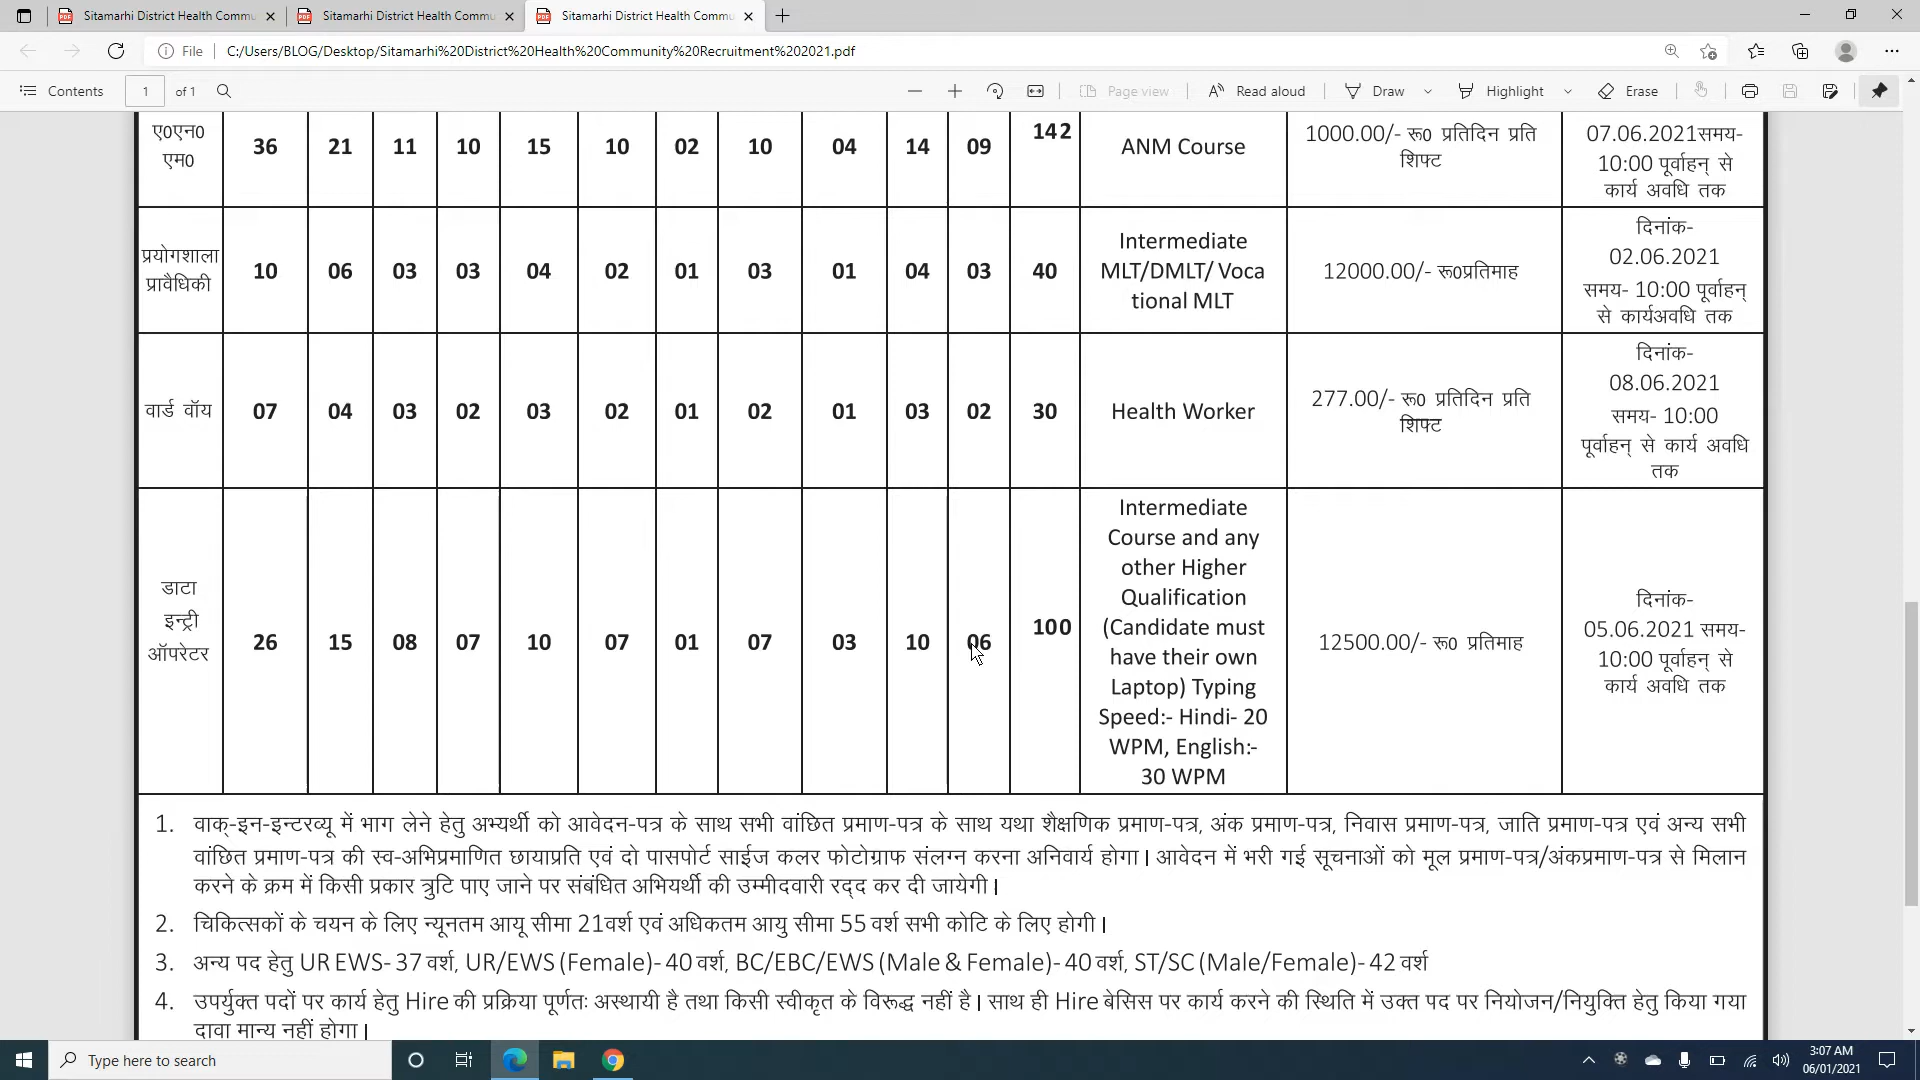 Sitamarhi District Health Commu
Sitamarhi District Health Commu
Sitamarhi District Health Commu
File
C:/Users/BLOG/Desktop/Sitamarhi%20District%20Health%20Community%20Recruitment%202021.pdf
Contents 1 of 1 Page view Read aloud Draw Highlight Erase
ए0एन0
एम0
36 21 11 10 15 10 02 10 04 14 09 142
ANM Course
1000.00/- रू0 प्रतिदिन प्रति
शिफ्ट
07.06.2021समय-
10:00 पूर्वाहन् से
कार्य अवधि तक
प्रयोगशाला
प्रावैधिकी
10 06 03 03 04 02 01 03 01 04 03 40
Intermediate
MLT/DMLT/ Voca
tional MLT
12000.00/- रू0प्रतिमाह
दिनांक-
02.06.2021
समय- 10:00 पूर्वाहन्
से कार्यअवधि तक
वार्ड वॉय
07 04 03 02 03 02 01 02 01 03 02 30
Health Worker
277.00/- रू0 प्रतिदिन प्रति
शिफ्ट
दिनांक-
08.06.2021
समय- 10:00
पूर्वाहन् से कार्य अवधि
तक
डाटा
इन्ट्री
ऑपरेटर
26 15 08 07 10 07 01 07 03 10 06 100
Intermediate
Course and any
other Higher
Qualification
(Candidate must
have their own
Laptop) Typing
Speed:- Hindi- 20
WPM, English:-
30 WPM
12500.00/- रू0 प्रतिमाह
दिनांक-
05.06.2021 समय-
10:00 पूर्वाहन् से
कार्य अवधि तक
1. वाक्-इन-इन्टरव्यू में भाग लेने हेतु अभ्यर्थी को आवेदन-पत्र के साथ सभी वांछित प्रमाण-पत्र के साथ यथा शैक्षणिक प्रमाण-पत्र, अंक प्रमाण-पत्र, निवास प्रमाण-पत्र, जाति प्रमाण-पत्र एवं अन्य सभी
वांछित प्रमाण-पत्र की स्व-अभिप्रमाणित छायाप्रति एवं दो पासपोर्ट साईज कलर फोटोग्राफ संलग्न करना अनिवार्य होगा। आवेदन में भरी गई सूचनाओं को मूल प्रमाण-पत्र/अंकप्रमाण-पत्र से मिलान
करने के क्रम में किसी प्रकार त्रुटि पाए जाने पर संबंधित अभियर्थी की उम्मीदवारी रद्द कर दी जायेगी।
2. चिकित्सकों के चयन के लिए न्यूनतम आयू सीमा 21वर्श एवं अधिकतम आयु सीमा 55 वर्श सभी कोटि के लिए होगी।
3. अन्य पद हेतु UR EWS- 37 वर्श, UR/EWS (Female)- 40 वर्श, BC/EBC/EWS (Male & Female)- 40 वर्श, ST/SC (Male/Female)- 42 वर्श
4. उपर्युक्त पदों पर कार्य हेतु Hire की प्रक्रिया पूर्णतः अस्थायी है तथा किसी स्वीकृत के विरूद्ध नहीं है। साथ ही Hire बेसिस पर कार्य करने की स्थिति में उक्त पद पर नियोजन/नियुक्ति हेतु किया गया
दावा मान्य नहीं होगा।
Type here to search
3:07 AM
06/01/2021